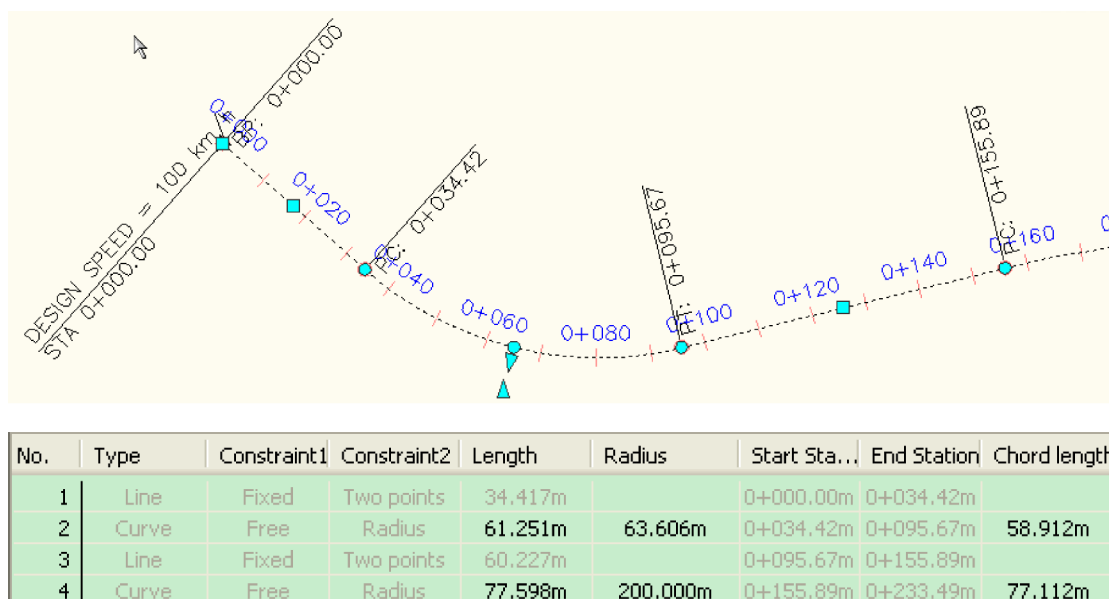 0+000.00
BP:
0+000
DESIGN SPEED = 100 km
STA 0+000.00
0+020
PC: 0+034.42
0+040
0+060
0+080
PT: 0+095.67
0+100
0+120
0+140
PC: 0+155.89
0+160
No. Type Constraint1 Constraint2 Length Radius Start Sta... End Station Chord length
1 Line Fixed Two points 34.417m 0+000.00m 0+034.42m
2 Curve Free Radius 61.251m 63.606m 0+034.42m 0+095.67m 58.912m
3 Line Fixed Two points 60.227m 0+095.67m 0+155.89m
4 Curve Free Radius 77.598m 200.000m 0+155.89m 0+233.49m 77.112m